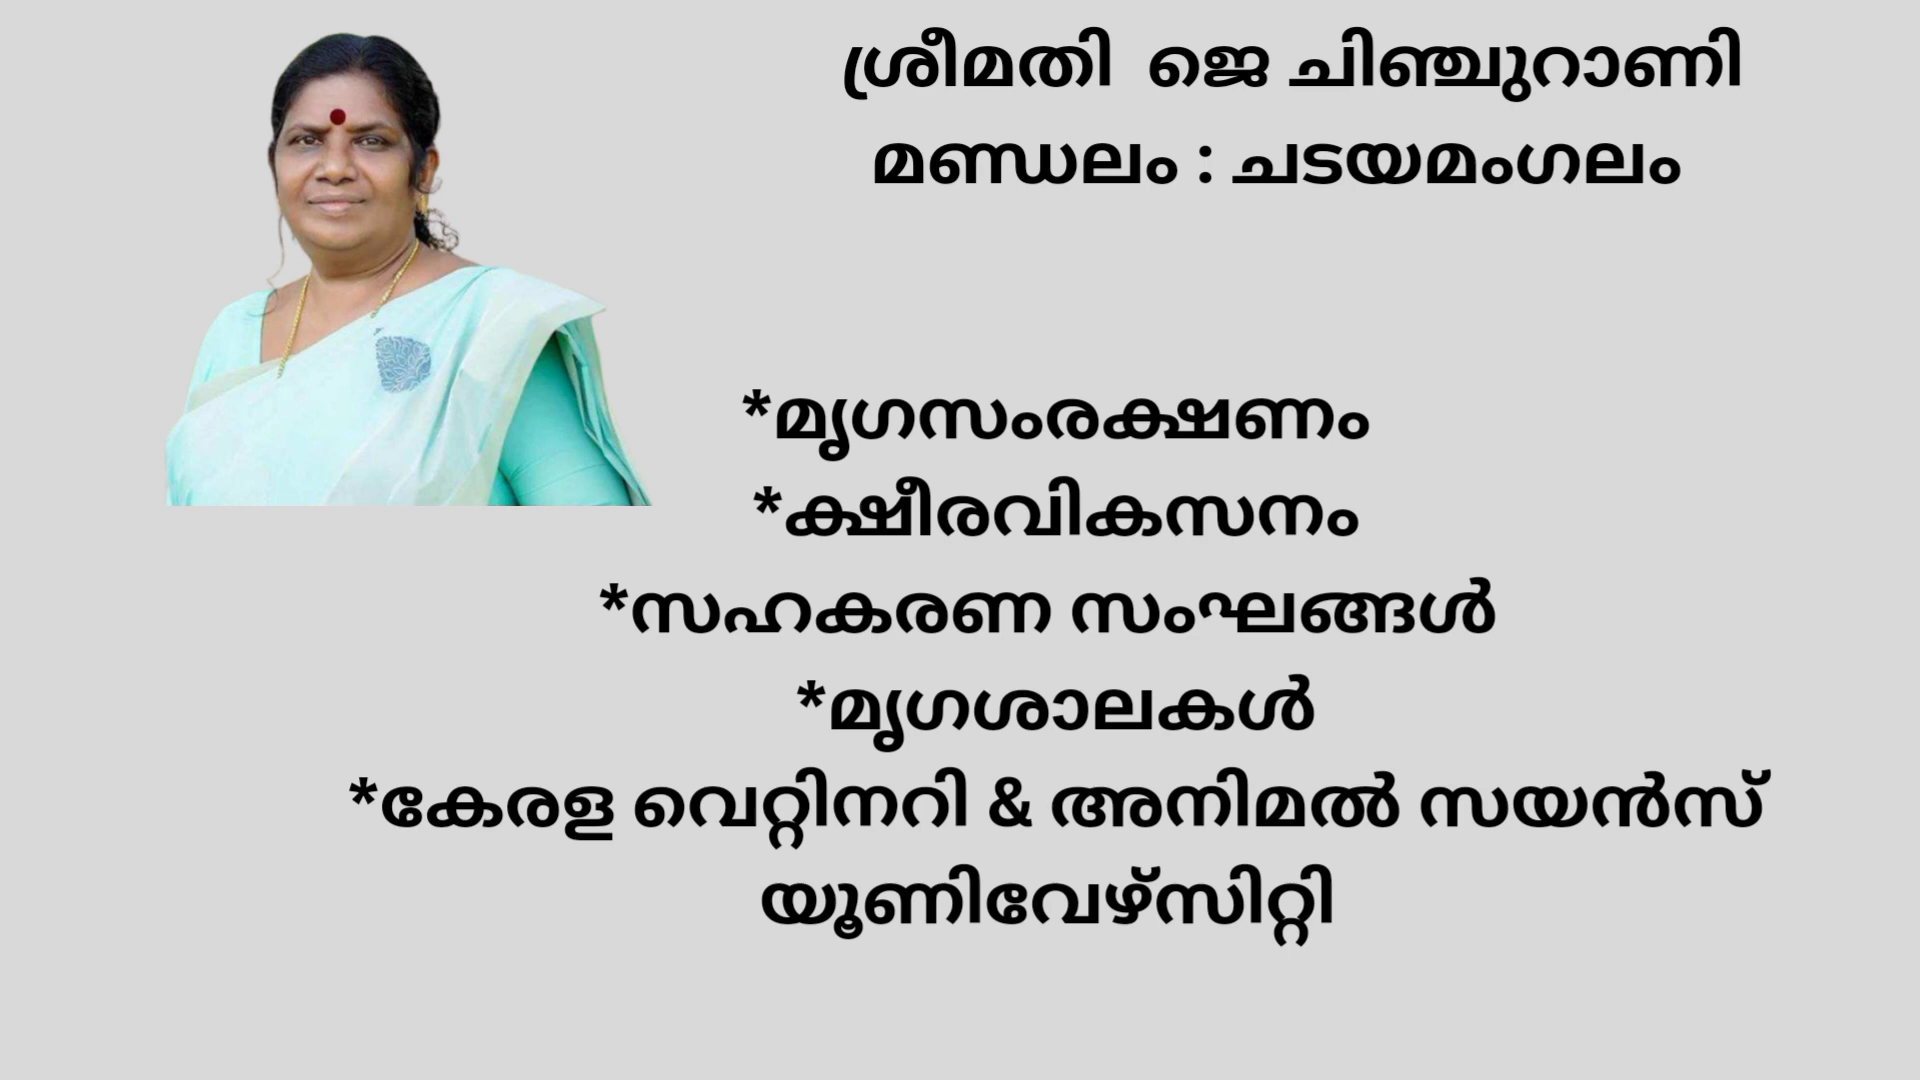 ശ്രീമതി ജെ ചിഞ്ചുറാണി
മണ്ഡലം : ചടയമംഗലം
*മൃഗസംരക്ഷണം
*ക്ഷീരവികസനം
*സഹകരണ സംഘങ്ങൾ
*മൃഗശാലകൾ
*കേരള വെറ്റിനറി & അനിമൽ സയൻസ്
യൂണിവേഴ്സിറ്റി